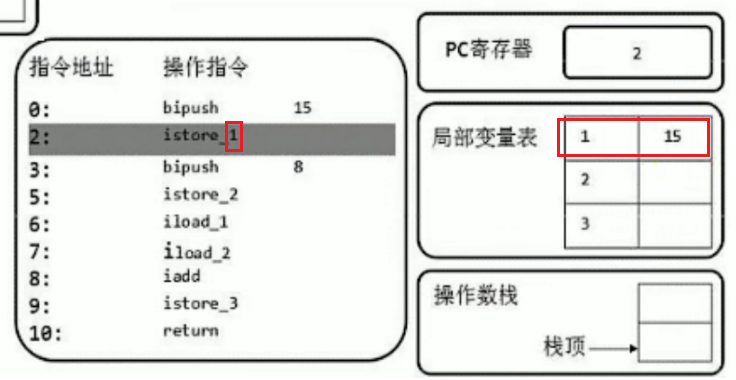 指令地址 操作指令
0: bipush 15
2: istore_1
3: bipush 8
5: istore_2
6: iload_1
7: iload_2
8: iadd
9: istore_3
10: return
PC寄存器 2
局部变量表
1 15
2
3
操作数栈
栈顶